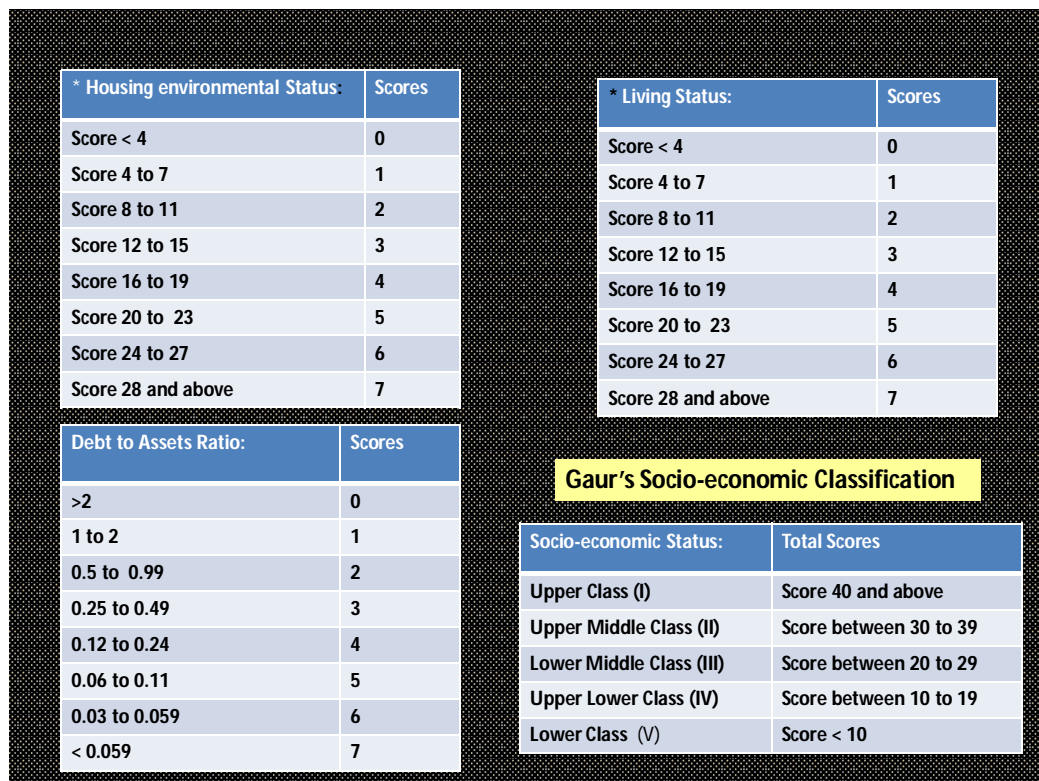 * Housing environmental Status: Scores
Score < 4 0
Score 4 to 7 1
Score 8 to 11 2
Score 12 to 15 3
Score 16 to 19 4
Score 20 to 23 5
Score 24 to 27 6
Score 28 and above 7
* Living Status: Scores
Score < 4 0
Score 4 to 7 1
Score 8 to 11 2
Score 12 to 15 3
Score 16 to 19 4
Score 20 to 23 5
Score 24 to 27 6
Score 28 and above 7
Debt to Assets Ratio: Scores
>2 0
1 to 2 1
0.5 to 0.99 2
0.25 to 0.49 3
0.12 to 0.24 4
0.06 to 0.11 5
0.03 to 0.059 6
< 0.059 7
Gaur's Socio-economic Classification
Socio-economic Status: Total Scores
Upper Class (I) Score 40 and above
Upper Middle Class (II) Score between 30 to 39
Lower Middle Class (III) Score between 20 to 29
Upper Lower Class (IV) Score between 10 to 19
Lower Class (V) Score < 10